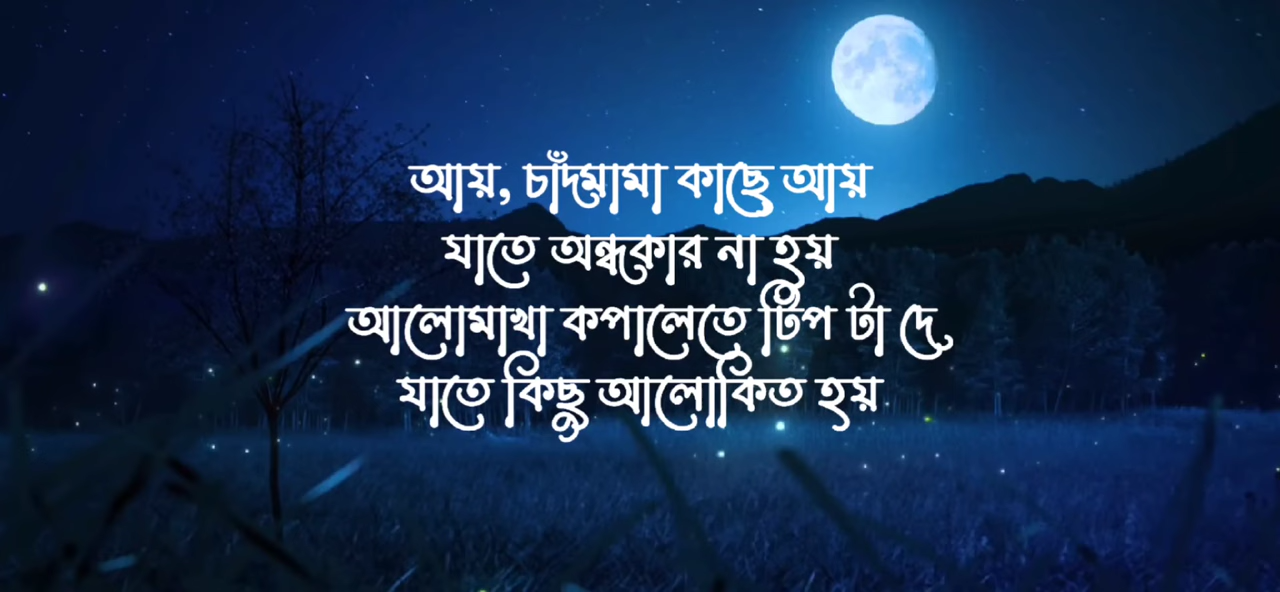 আয়, চাঁদমামা কাছে আয়
যাতে অন্ধকার না হয়
আলোমাখা কপালেতে টিপ টা দে,
যাতে কিছু আলোকিত হয়